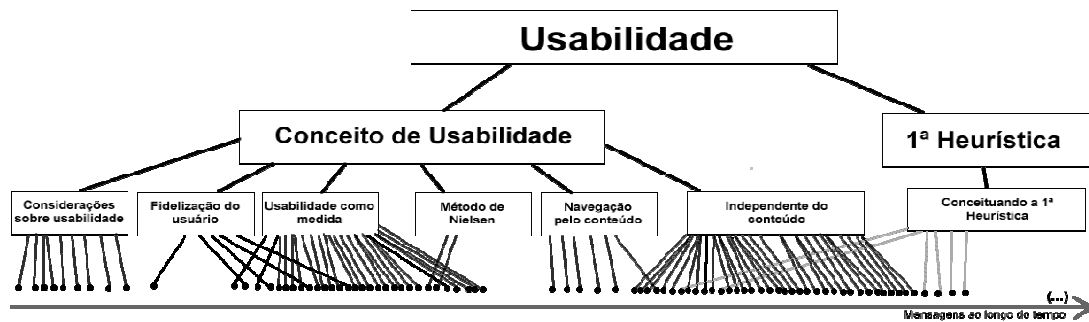 Usabilidade
Conceito de Usabilidade
1ª Heurística
Considerações
sobre usabilidade
Fidelização do
usuário
Usabilidade como
medida
Método de
Nielsen
Navegação
pelo conteúdo
Independente do
conteúdo
Conceituando a 1ª
Heurística
(...)
Mensagens ao longo do tempo